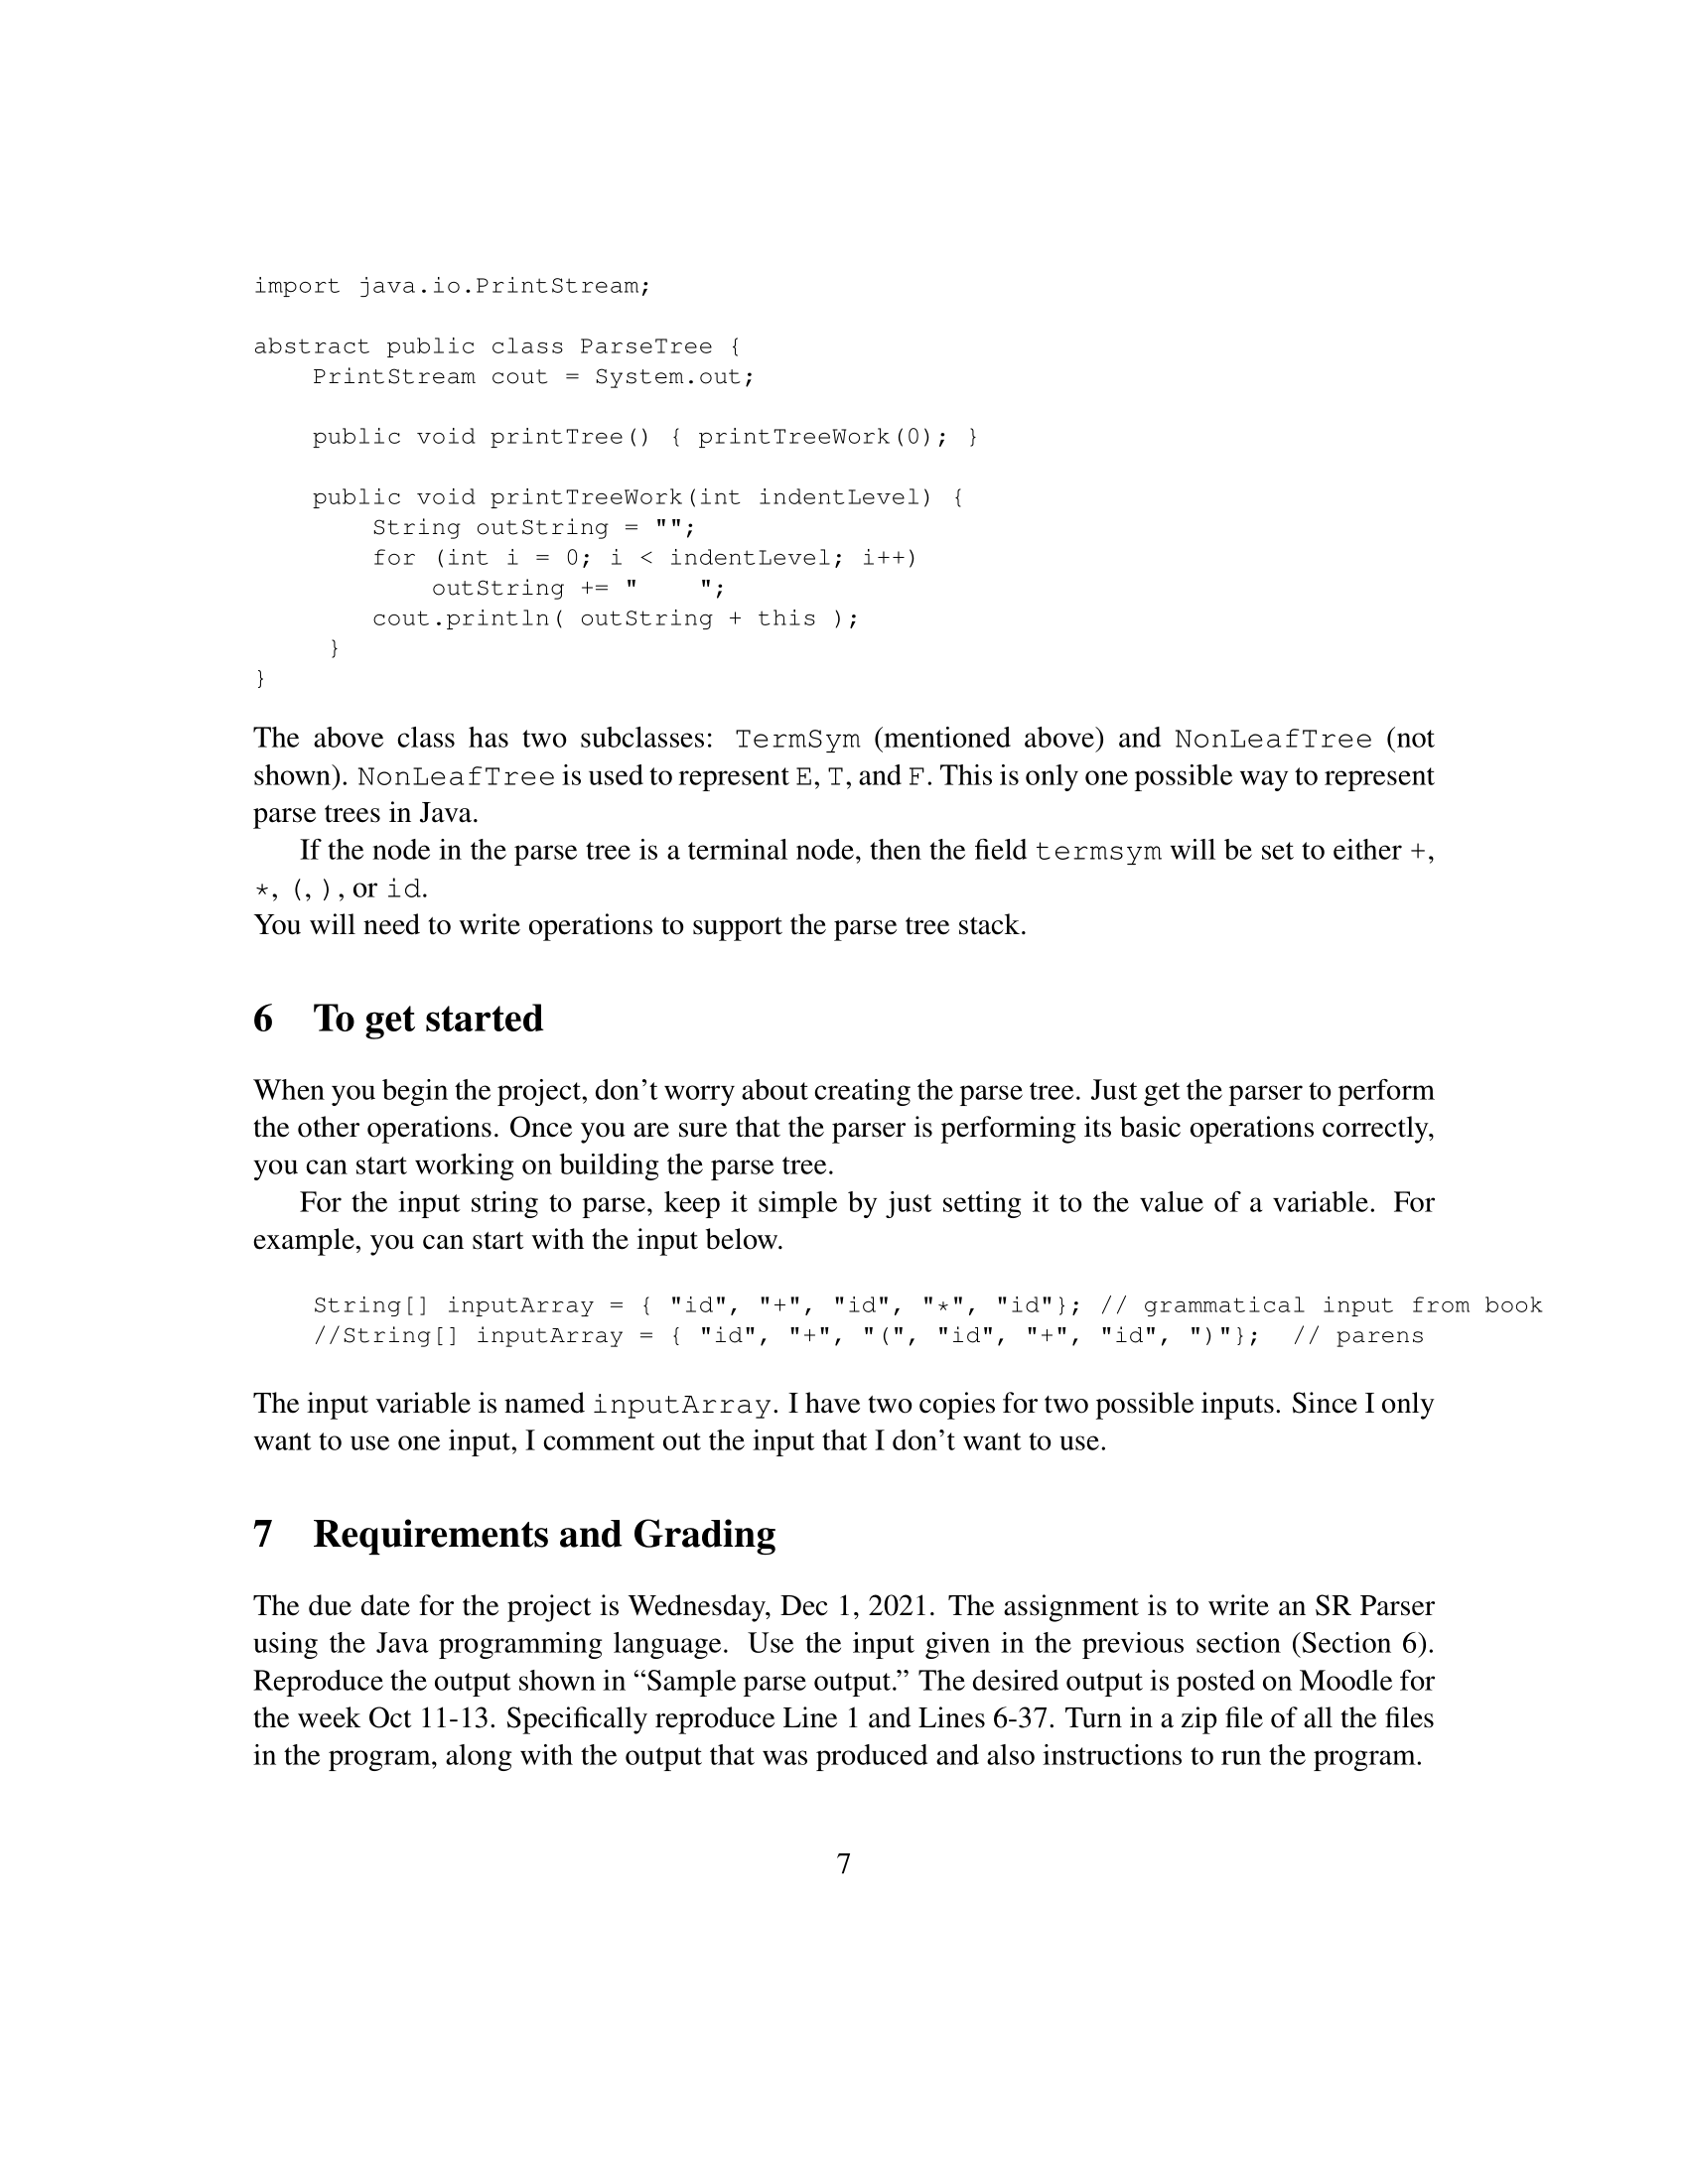 import java.io.PrintStream;
abstract public class ParseTree {
    PrintStream cout = System.out;
    public void printTree() { printTreeWork(0); }
    public void printTreeWork(int indentLevel) {
        String outString = "";
        for (int i = 0; i < indentLevel; i++)
            outString += "    ";
        cout.println( outString + this );
     }
}
The above class has two subclasses: TermSym (mentioned above) and NonLeafTree (not
shown). NonLeafTree is used to represent E, T, and F. This is only one possible way to represent
parse trees in Java.
If the node in the parse tree is a terminal node, then the field termsym will be set to either +,
*, (, ), or id.
You will need to write operations to support the parse tree stack.
6 To get started
When you begin the project, don’t worry about creating the parse tree. Just get the parser to perform
the other operations. Once you are sure that the parser is performing its basic operations correctly,
you can start working on building the parse tree.
For the input string to parse, keep it simple by just setting it to the value of a variable. For
example, you can start with the input below.
    String[] inputArray = { "id", "+", "id", "*", "id"}; // grammatical input from book
    //String[] inputArray = { "id", "+", "(", "id", "+", "id", ")"};  // parens
The input variable is named inputArray. I have two copies for two possible inputs. Since I only
want to use one input, I comment out the input that I don’t want to use.
7 Requirements and Grading
The due date for the project is Wednesday, Dec 1, 2021. The assignment is to write an SR Parser
using the Java programming language. Use the input given in the previous section (Section 6).
Reproduce the output shown in “Sample parse output.” The desired output is posted on Moodle for
the week Oct 11-13. Specifically reproduce Line 1 and Lines 6-37. Turn in a zip file of all the files
in the program, along with the output that was produced and also instructions to run the program.
7